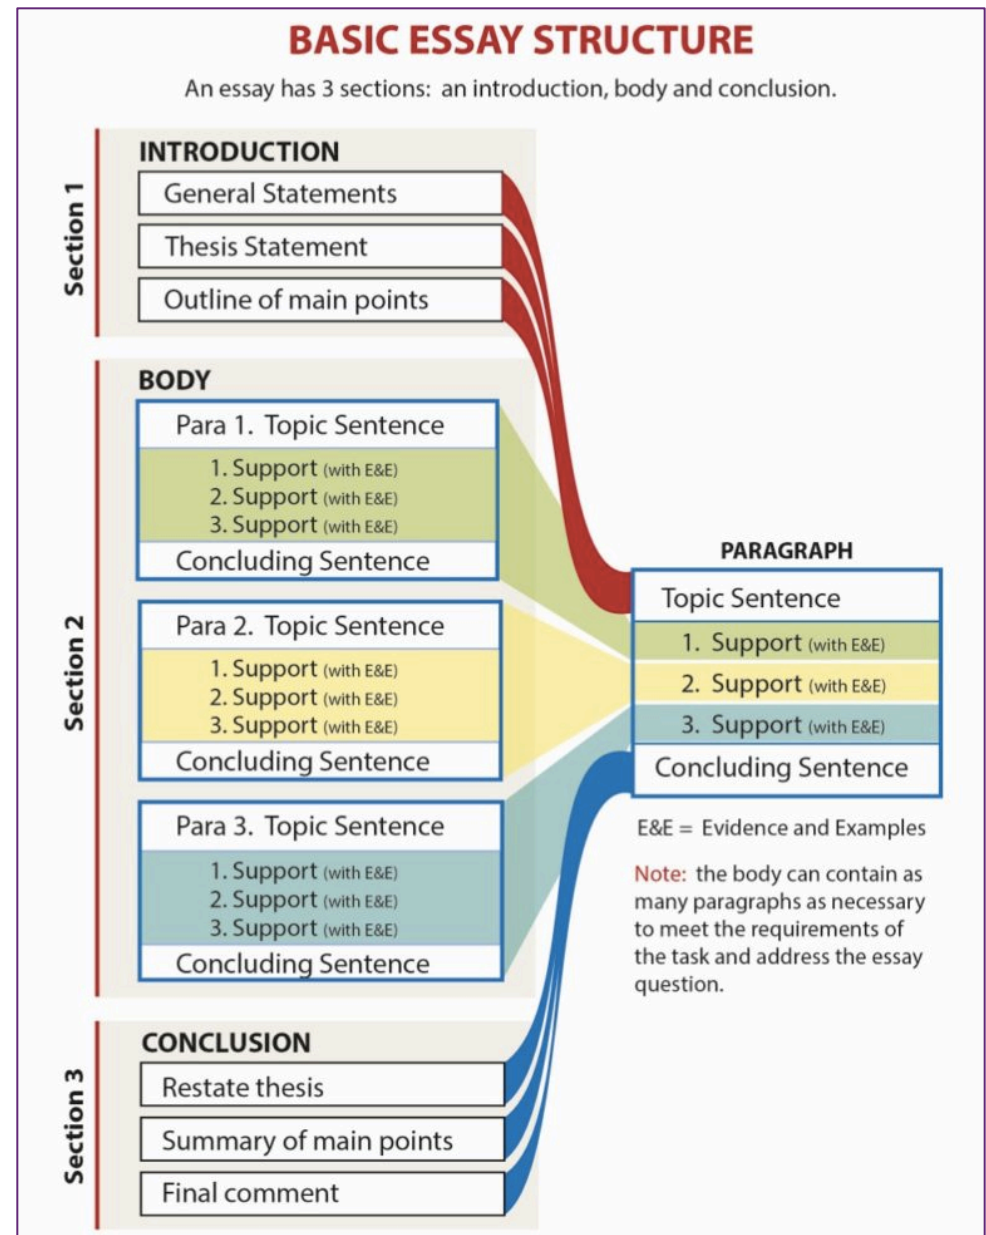 BASIC ESSAY STRUCTURE
An essay has 3 sections: an introduction, body and conclusion.
Section 1
INTRODUCTION
General Statements
Thesis Statement
Outline of main points
Section 2
BODY
Para 1. Topic Sentence
1. Support (with E&E)
2. Support (with E&E)
3. Support (with E&E)
Concluding Sentence
Para 2. Topic Sentence
1. Support (with E&E)
2. Support (with E&E)
3. Support (with E&E)
Concluding Sentence
Para 3. Topic Sentence
1. Support (with E&E)
2. Support (with E&E)
3. Support (with E&E)
Concluding Sentence
Section 3
CONCLUSION
Restate thesis
Summary of main points
Final comment
PARAGRAPH
Topic Sentence
1. Support (with E&E)
2. Support (with E&E)
3. Support (with E&E)
Concluding Sentence
E&E = Evidence and Examples
Note: the body can contain as
many paragraphs as necessary
to meet the requirements of
the task and address the essay
question.